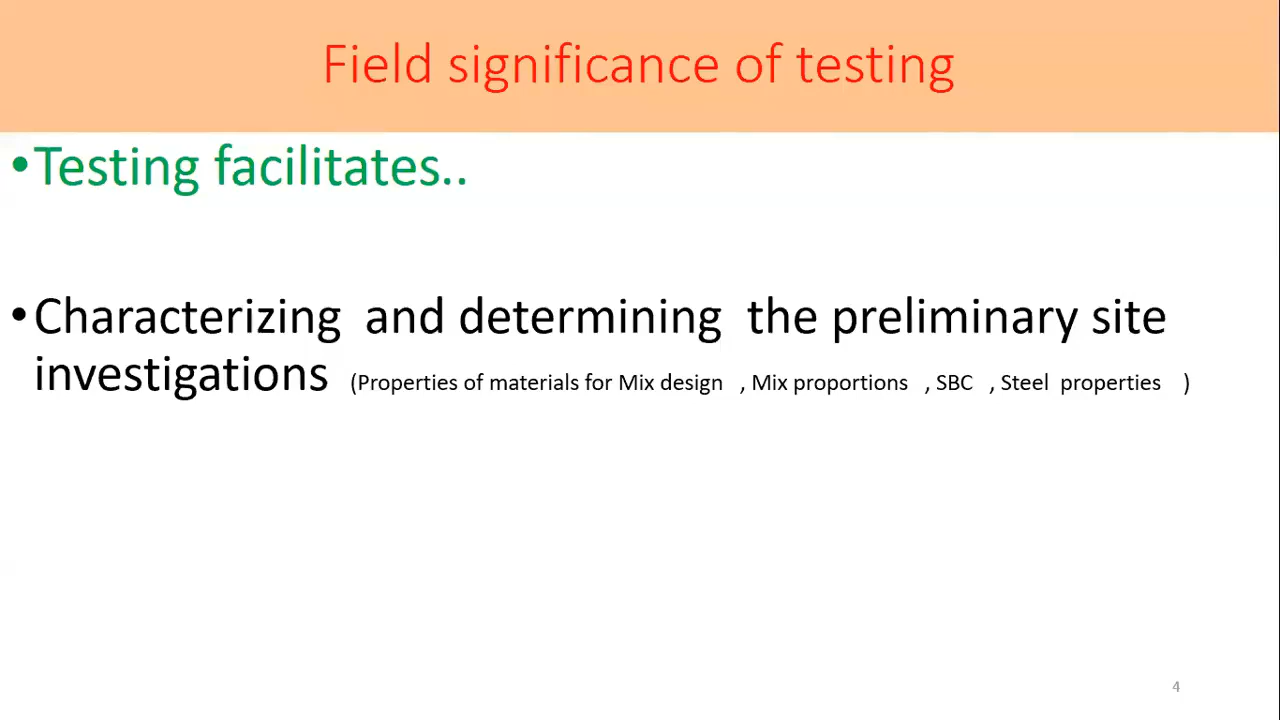 Field significance of testing
•Testing facilitates..
•Characterizing and determining the preliminary site
investigations (Properties of materials for Mix design , Mix proportions , SBC , Steel properties )
4